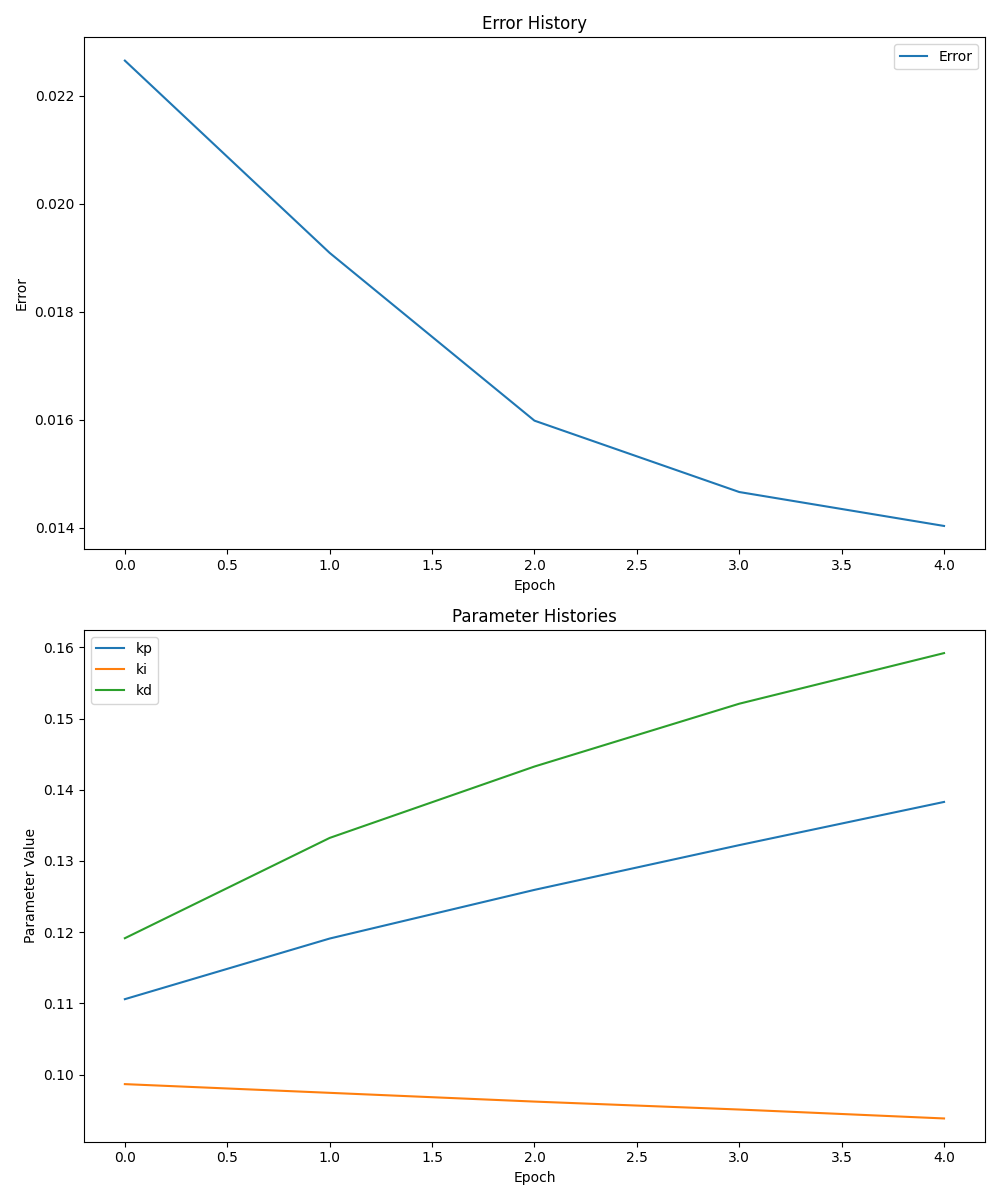 Error History
Error
0.022
0.020
0.018
0.016
0.014
Error
0.0 0.5 1.0 1.5 2.0 2.5 3.0 3.5 4.0
Epoch
Parameter Histories
kp
ki
kd
0.16
0.15
0.14
0.13
0.12
0.11
0.10
Parameter Value
0.0 0.5 1.0 1.5 2.0 2.5 3.0 3.5 4.0
Epoch